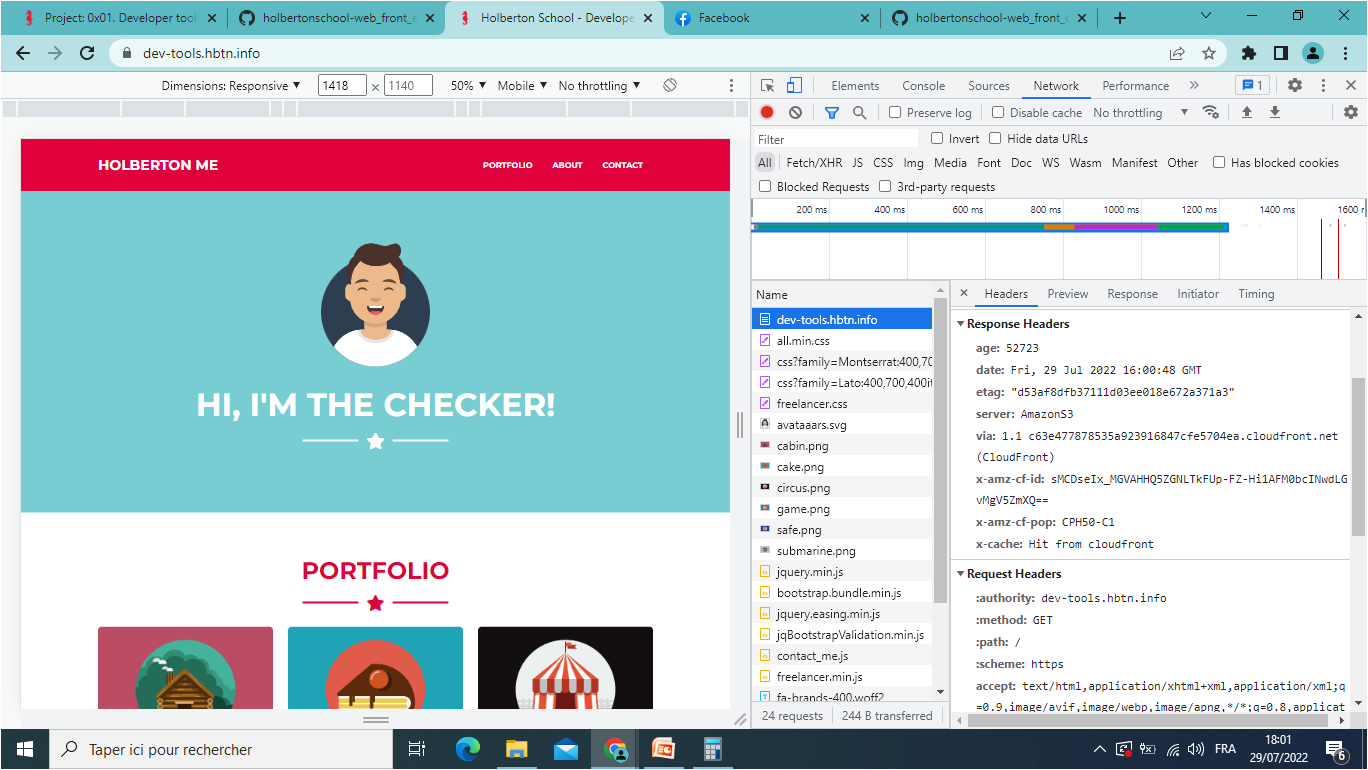 Project: 0x01. Developer tool
holbertonschool-web_front_e
Holberton School - Develope
Facebook
holbertonschool-web_front_e
dev-tools.hbtn.info
Dimensions: Responsive
1418 × 1140
50%
Mobile
No throttling
Elements
Console
Sources
Network
Performance
1
Preserve log
Disable cache
No throttling
Filter
Invert
Hide data URLs
All
Fetch/XHR
JS
CSS
Img
Media
Font
Doc
WS
Wasm
Manifest
Other
Has blocked cookies
Blocked Requests
3rd-party requests
200 ms
400 ms
600 ms
800 ms
1000 ms
1200 ms
1400 ms
1600 r
HOLBERTON ME
PORTFOLIO
ABOUT
CONTACT
HI, I'M THE CHECKER!
PORTFOLIO
Name
dev-tools.hbtn.info
all.min.css
css?family=Montserrat:400,70
css?family=Lato:400,700,400it
freelancer.css
avataaars.svg
cabin.png
cake.png
circus.png
game.png
safe.png
submarine.png
jquery.min.js
bootstrap.bundle.min.js
jquery.easing.min.js
jqBootstrapValidation.min.js
contact_me.js
freelancer.min.js
fa-brands-400.woff2
24 requests
244 B transferred
Headers
Preview
Response
Initiator
Timing
Response Headers
age: 52723
date: Fri, 29 Jul 2022 16:00:48 GMT
etag: "d53af8dfb37111d03ee018e672a371a3"
server: AmazonS3
via: 1.1 c63e477878535a923916847cfe5704ea.cloudfront.net
(CloudFront)
x-amz-cf-id: sMCDseIx_MGVAHHQ5ZGNLTkFUp-FZ-Hi1AFM0bcINwdLG
vMgV5ZmXQ==
x-amz-cf-pop: CPH50-C1
x-cache: Hit from cloudfront
Request Headers
:authority: dev-tools.hbtn.info
:method: GET
:path: /
:scheme: https
accept: text/html,application/xhtml+xml,application/xml;q
=0.9,image/avif,image/webp,image/apng,*/*;q=0.8,applicat
Taper ici pour rechercher
FRA
18:01
29/07/2022
6